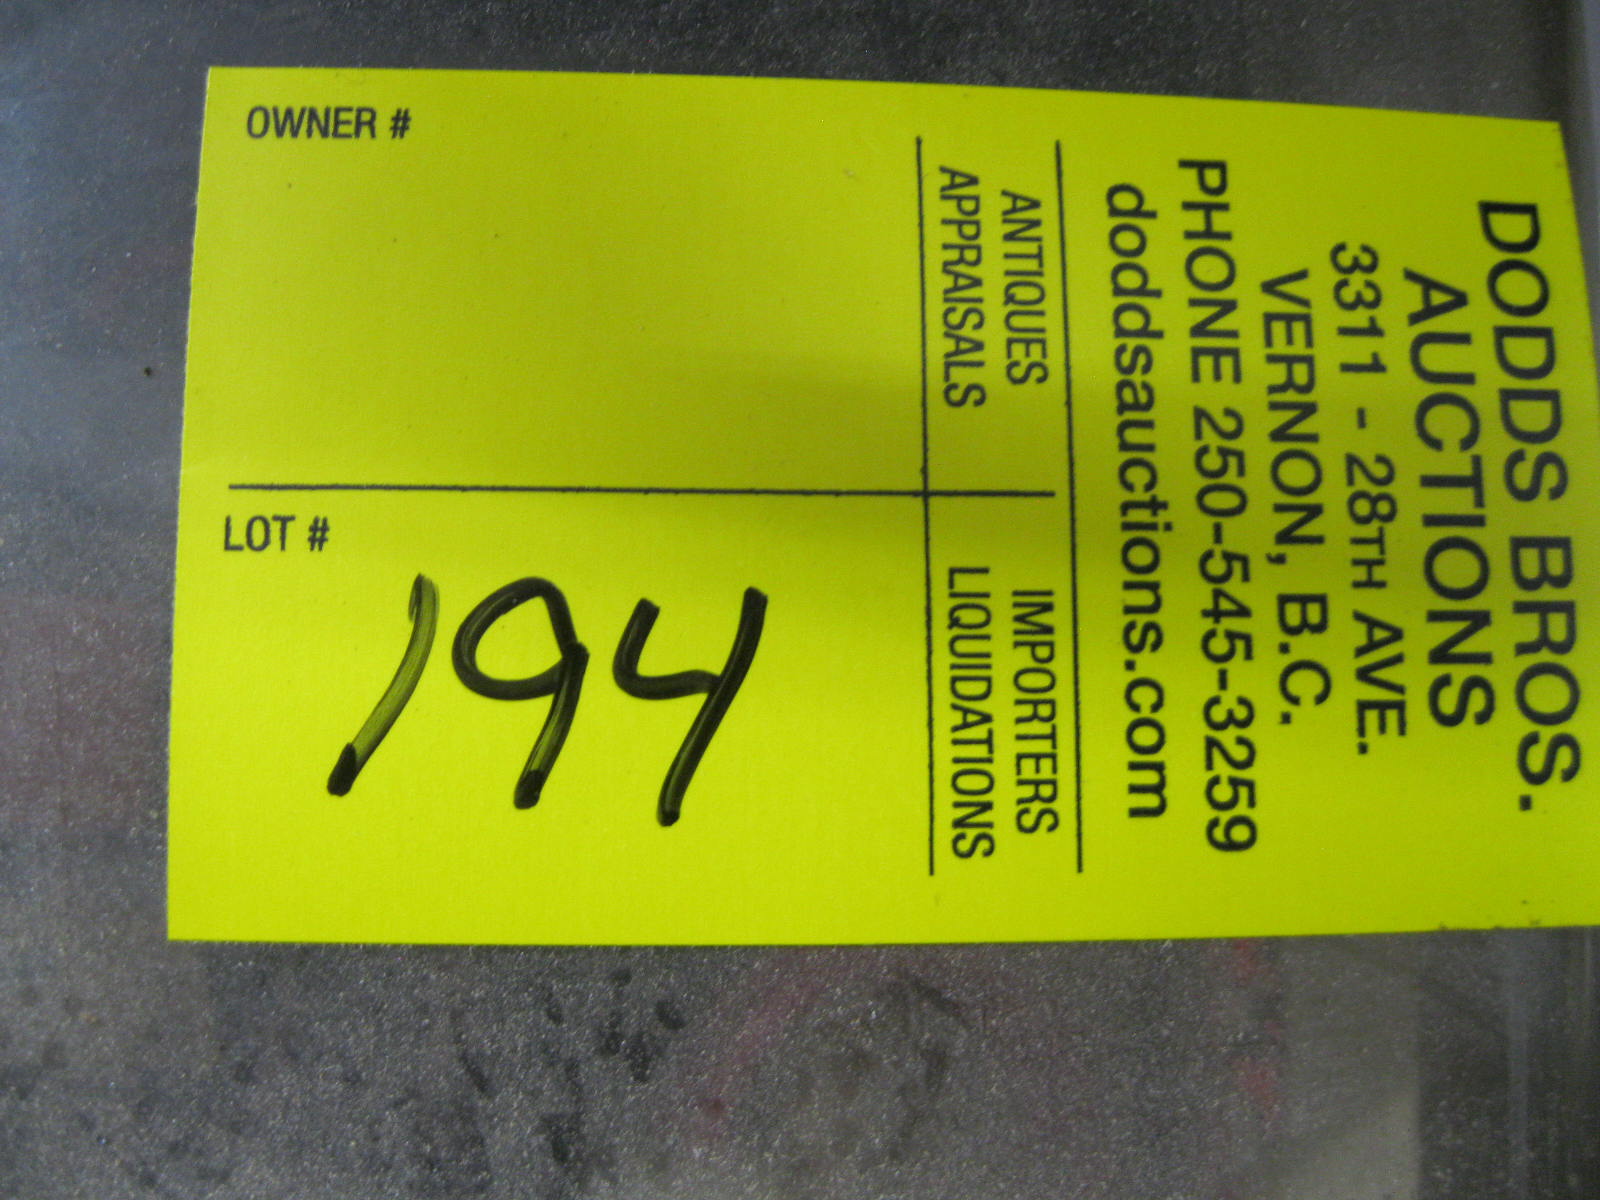 DODDS BROS.
AUCTIONS
3311 - 28TH AVE.
VERNON, B.C.
PHONE 250-545-3259
doddsauctions.com
ANTIQUES
APPRAISALS
IMPORTERS
LIQUIDATIONS
OWNER #
LOT #
194